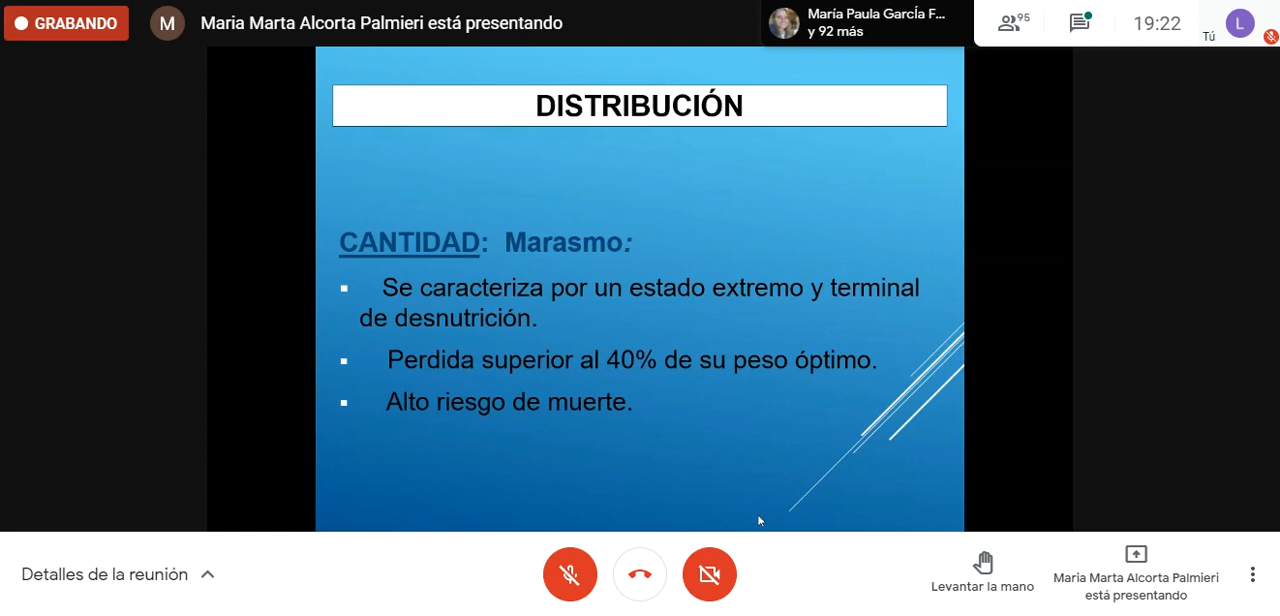 GRABANDO
M
Maria Marta Alcorta Palmieri está presentando
María Paula GarcÍa F...
y 92 más
95
19:22
Tú
L
DISTRIBUCIÓN
CANTIDAD: Marasmo:
Se caracteriza por un estado extremo y terminal
de desnutrición.
Perdida superior al 40% de su peso óptimo.
Alto riesgo de muerte.
Detalles de la reunión
Levantar la mano
Maria Marta Alcorta Palmieri
está presentando